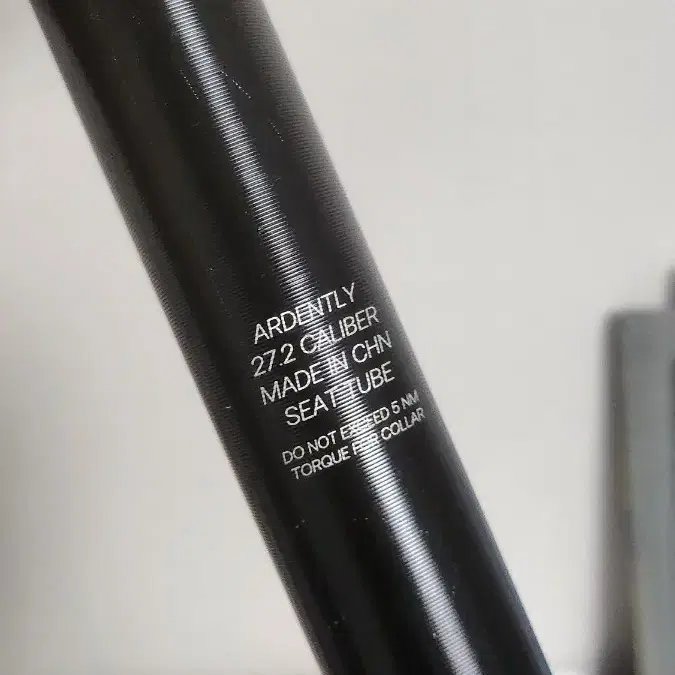 ARDENTLY
27.2 CALIBER
MADE IN CHN
SEAT TUBE
DO NOT EXCEED 5 NM
TORQUE FOR COLLAR